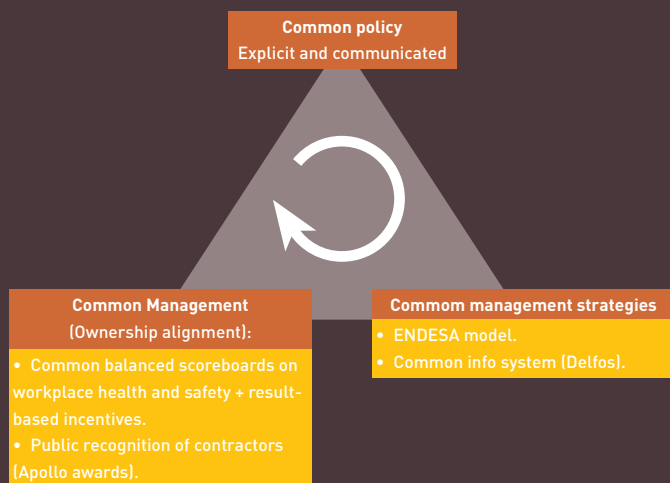 Common policy
Explicit and communicated
Common Management
(Ownership alignment):
• Common balanced scoreboards on
workplace health and safety + result-
based incentives.
• Public recognition of contractors
(Apollo awards).
Commom management strategies
• ENDESA model.
• Common info system (Delfos).